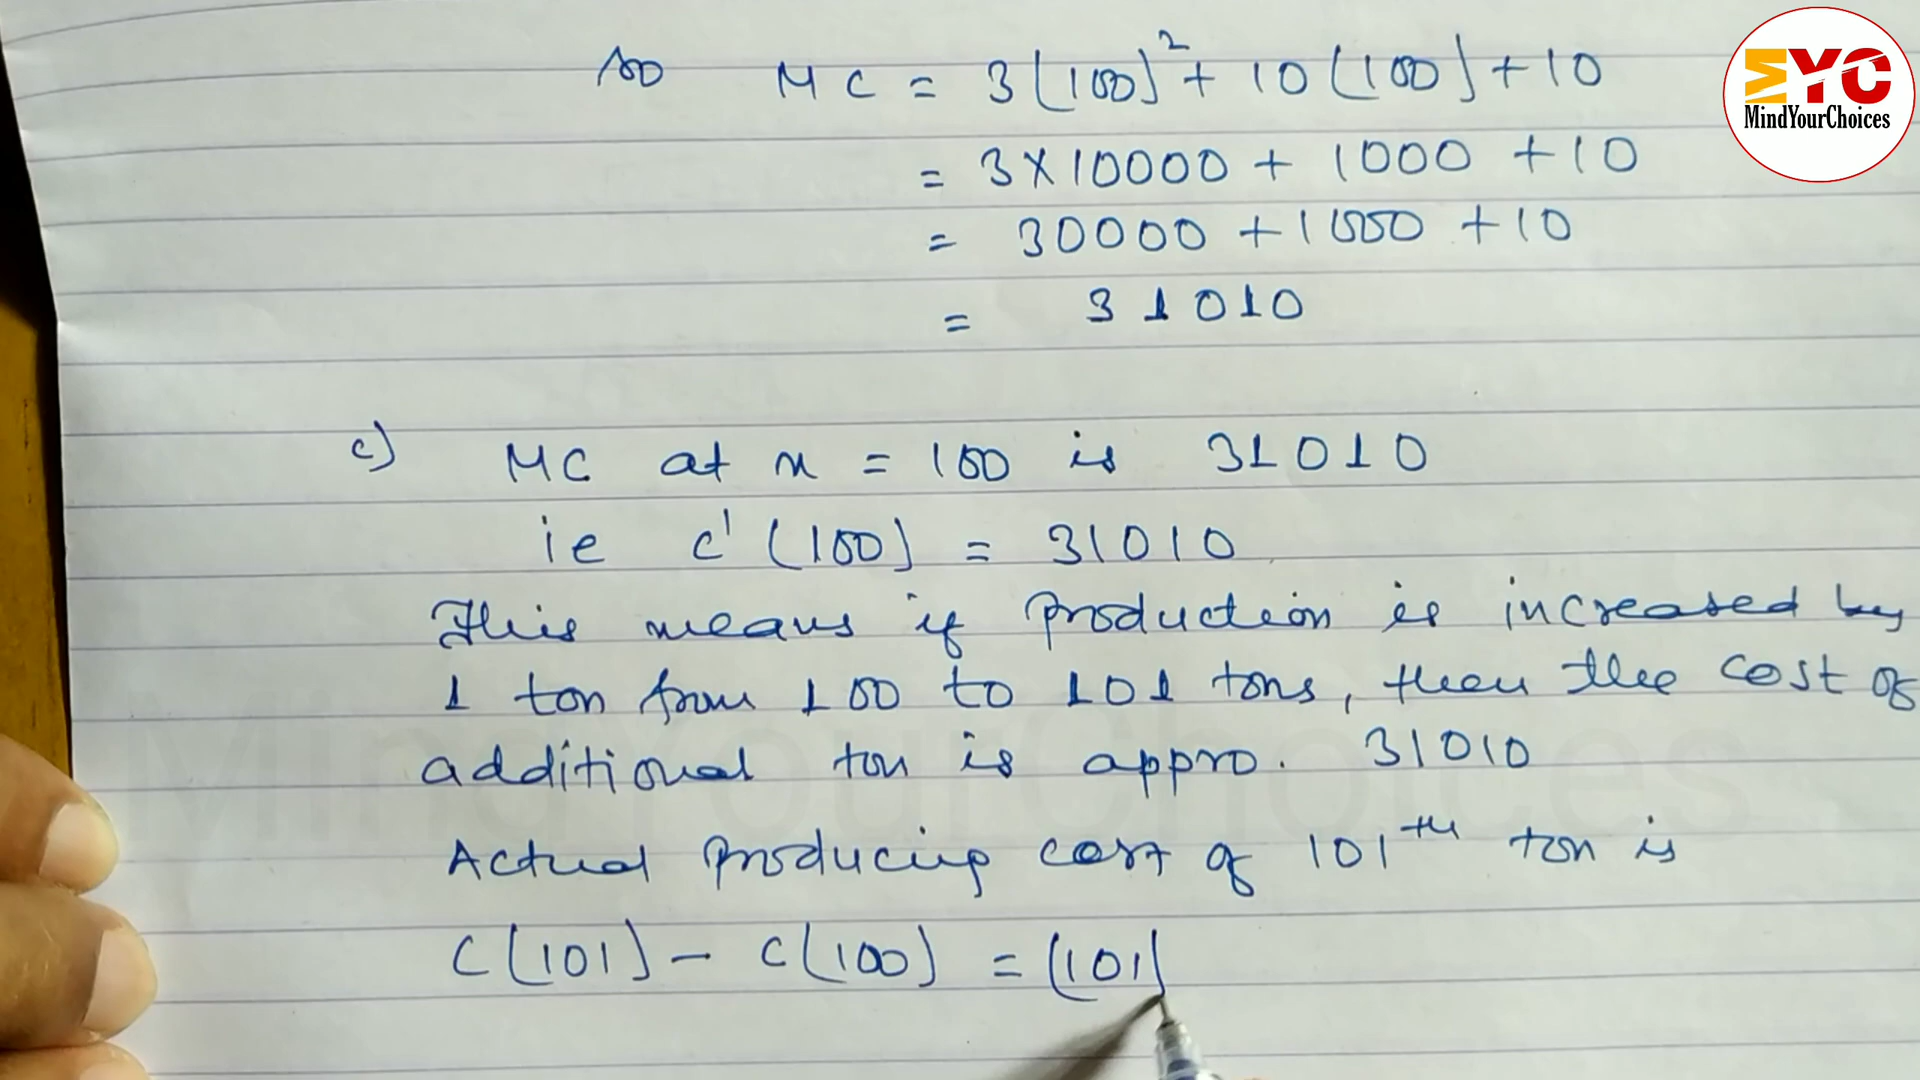 so MC = 3(100)² + 10(100) + 10
= 3×10000 + 1000 + 10
= 30000 + 1000 + 10
= 31010
c) MC at x = 100 is 31010
ie c'(100) = 31010
This means if production is increased by
1 ton from 100 to 101 tons, then the cost of
additional ton is appro. 31010
Actual producing cost of 101th ton is
C(101) - C(100) = (101)
MYC
MindYourChoices
MindYourChoices